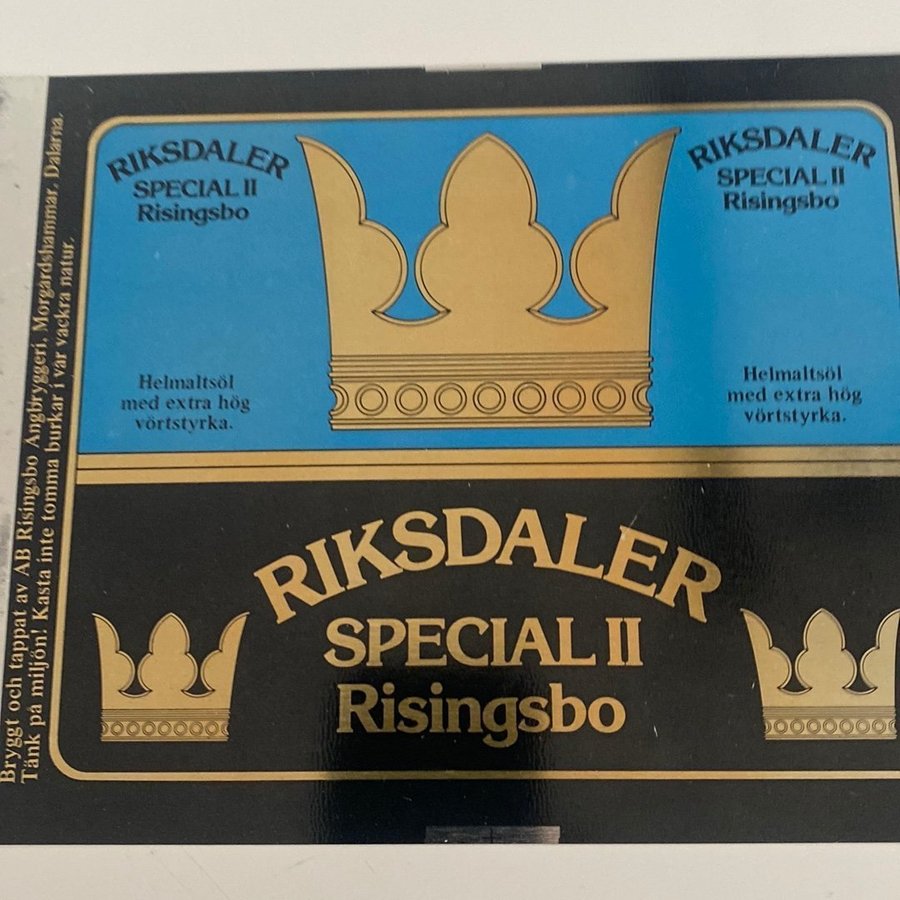 Bryggt och tappat av AB Risingsbo Ångbryggeri, Morgårdshammar, Dalarna.
Tänk på miljön! Kasta inte tomma burkar i vår vackra natur.
RIKSDALER
SPECIAL II
Risingsbo
Helmaltsöl
med extra hög
vörtstyrka.
RIKSDALER
SPECIAL II
Risingsbo
Helmaltsöl
med extra hög
vörtstyrka.
RIKSDALER
SPECIAL II
Risingsbo